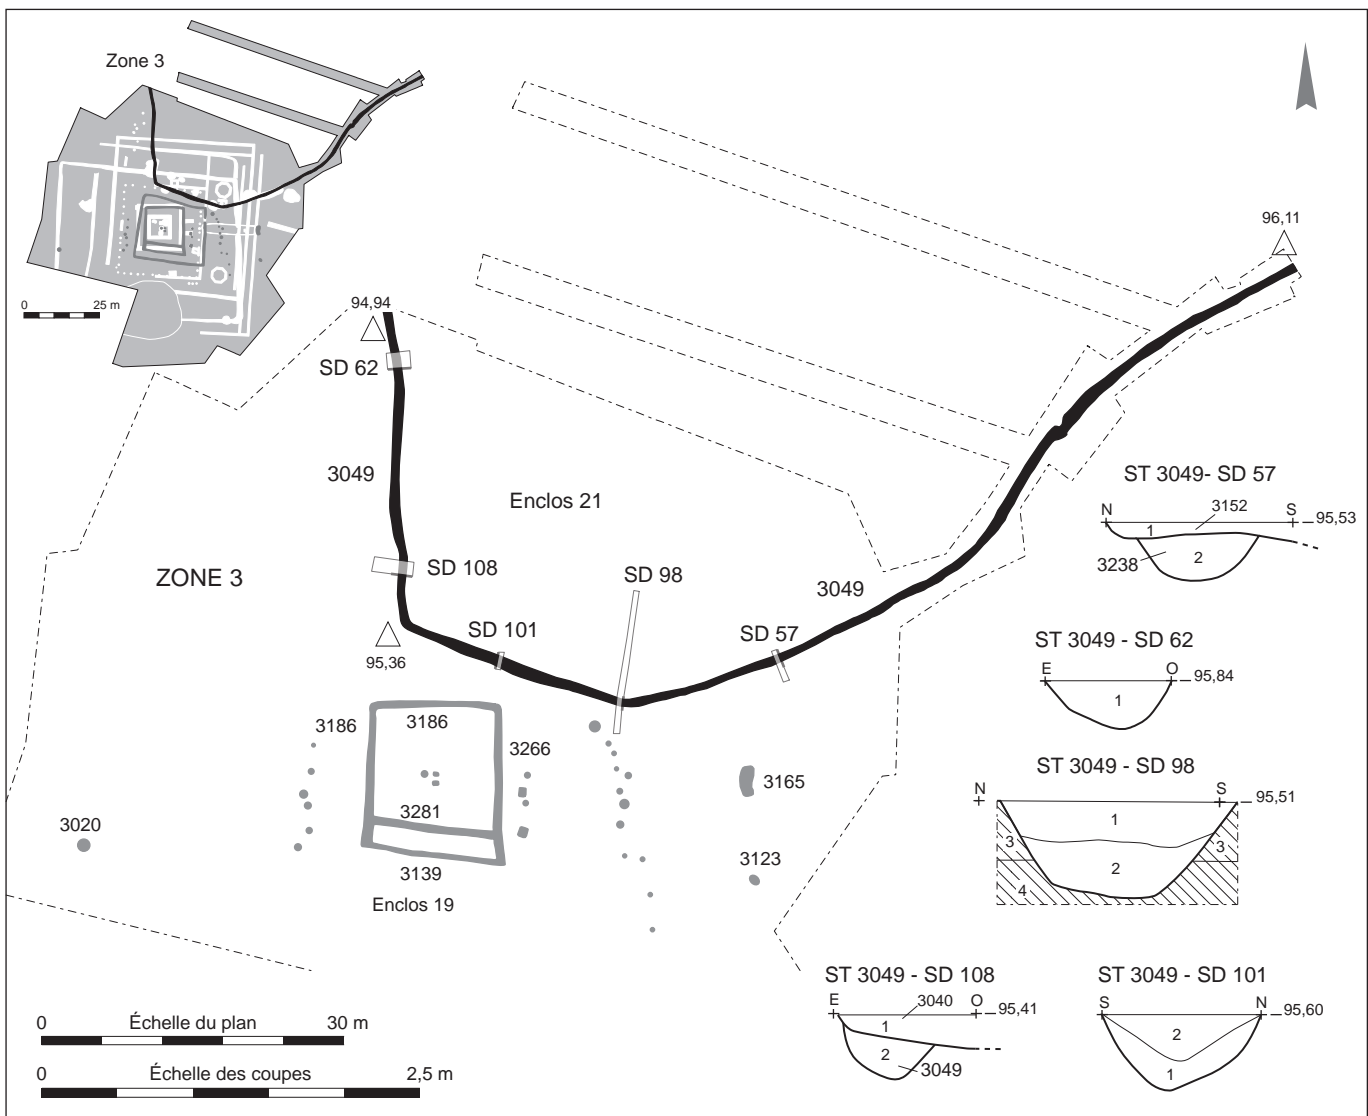 Zone 3
0 25 m
96,11
94,94
SD 62
3049
Enclos 21
ST 3049- SD 57
N 3152 S 95,53
1
3238 2
ZONE 3
SD 108
SD 98
3049
SD 101
SD 57
95,36
ST 3049 - SD 62
E O 95,84
1
3186
3186
3266
3165
3281
3020
3139
3123
Enclos 19
ST 3049 - SD 98
N S 95,51
1
3 3
2
4
ST 3049 - SD 108
E 3040 O 95,41
1
2
3049
ST 3049 - SD 101
S N 95,60
2
1
0 Échelle du plan 30 m
0 Échelle des coupes 2,5 m